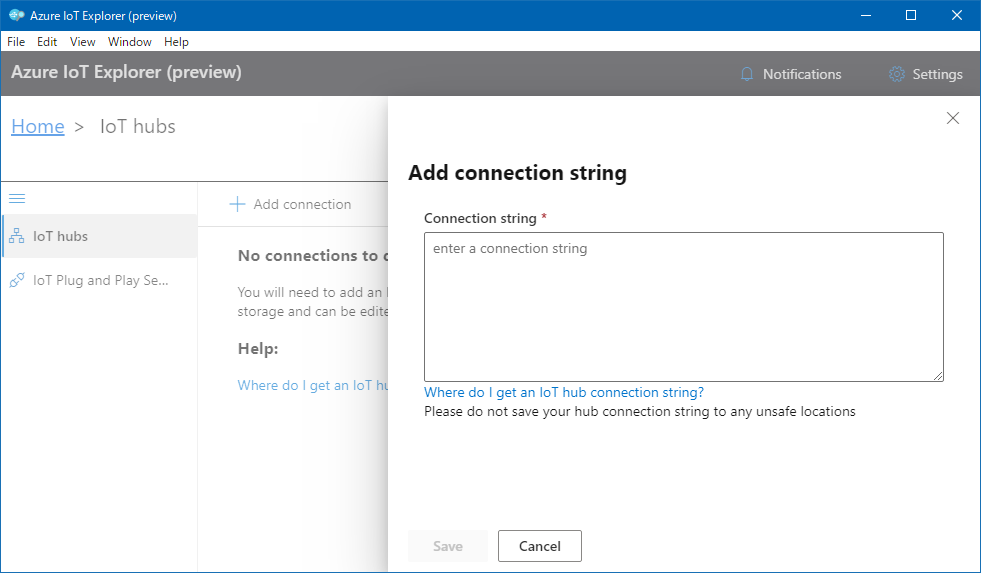 Azure IoT Explorer (preview)
File Edit View Window Help
Azure IoT Explorer (preview)
Notifications
Settings
Home > IoT hubs
IoT hubs
IoT Plug and Play Se...
Add connection
No connections to
You will need to add an
storage and can be edite
Help:
Where do I get an IoT hu
Add connection string
Connection string *
enter a connection string
Where do I get an IoT hub connection string?
Please do not save your hub connection string to any unsafe locations
Save
Cancel